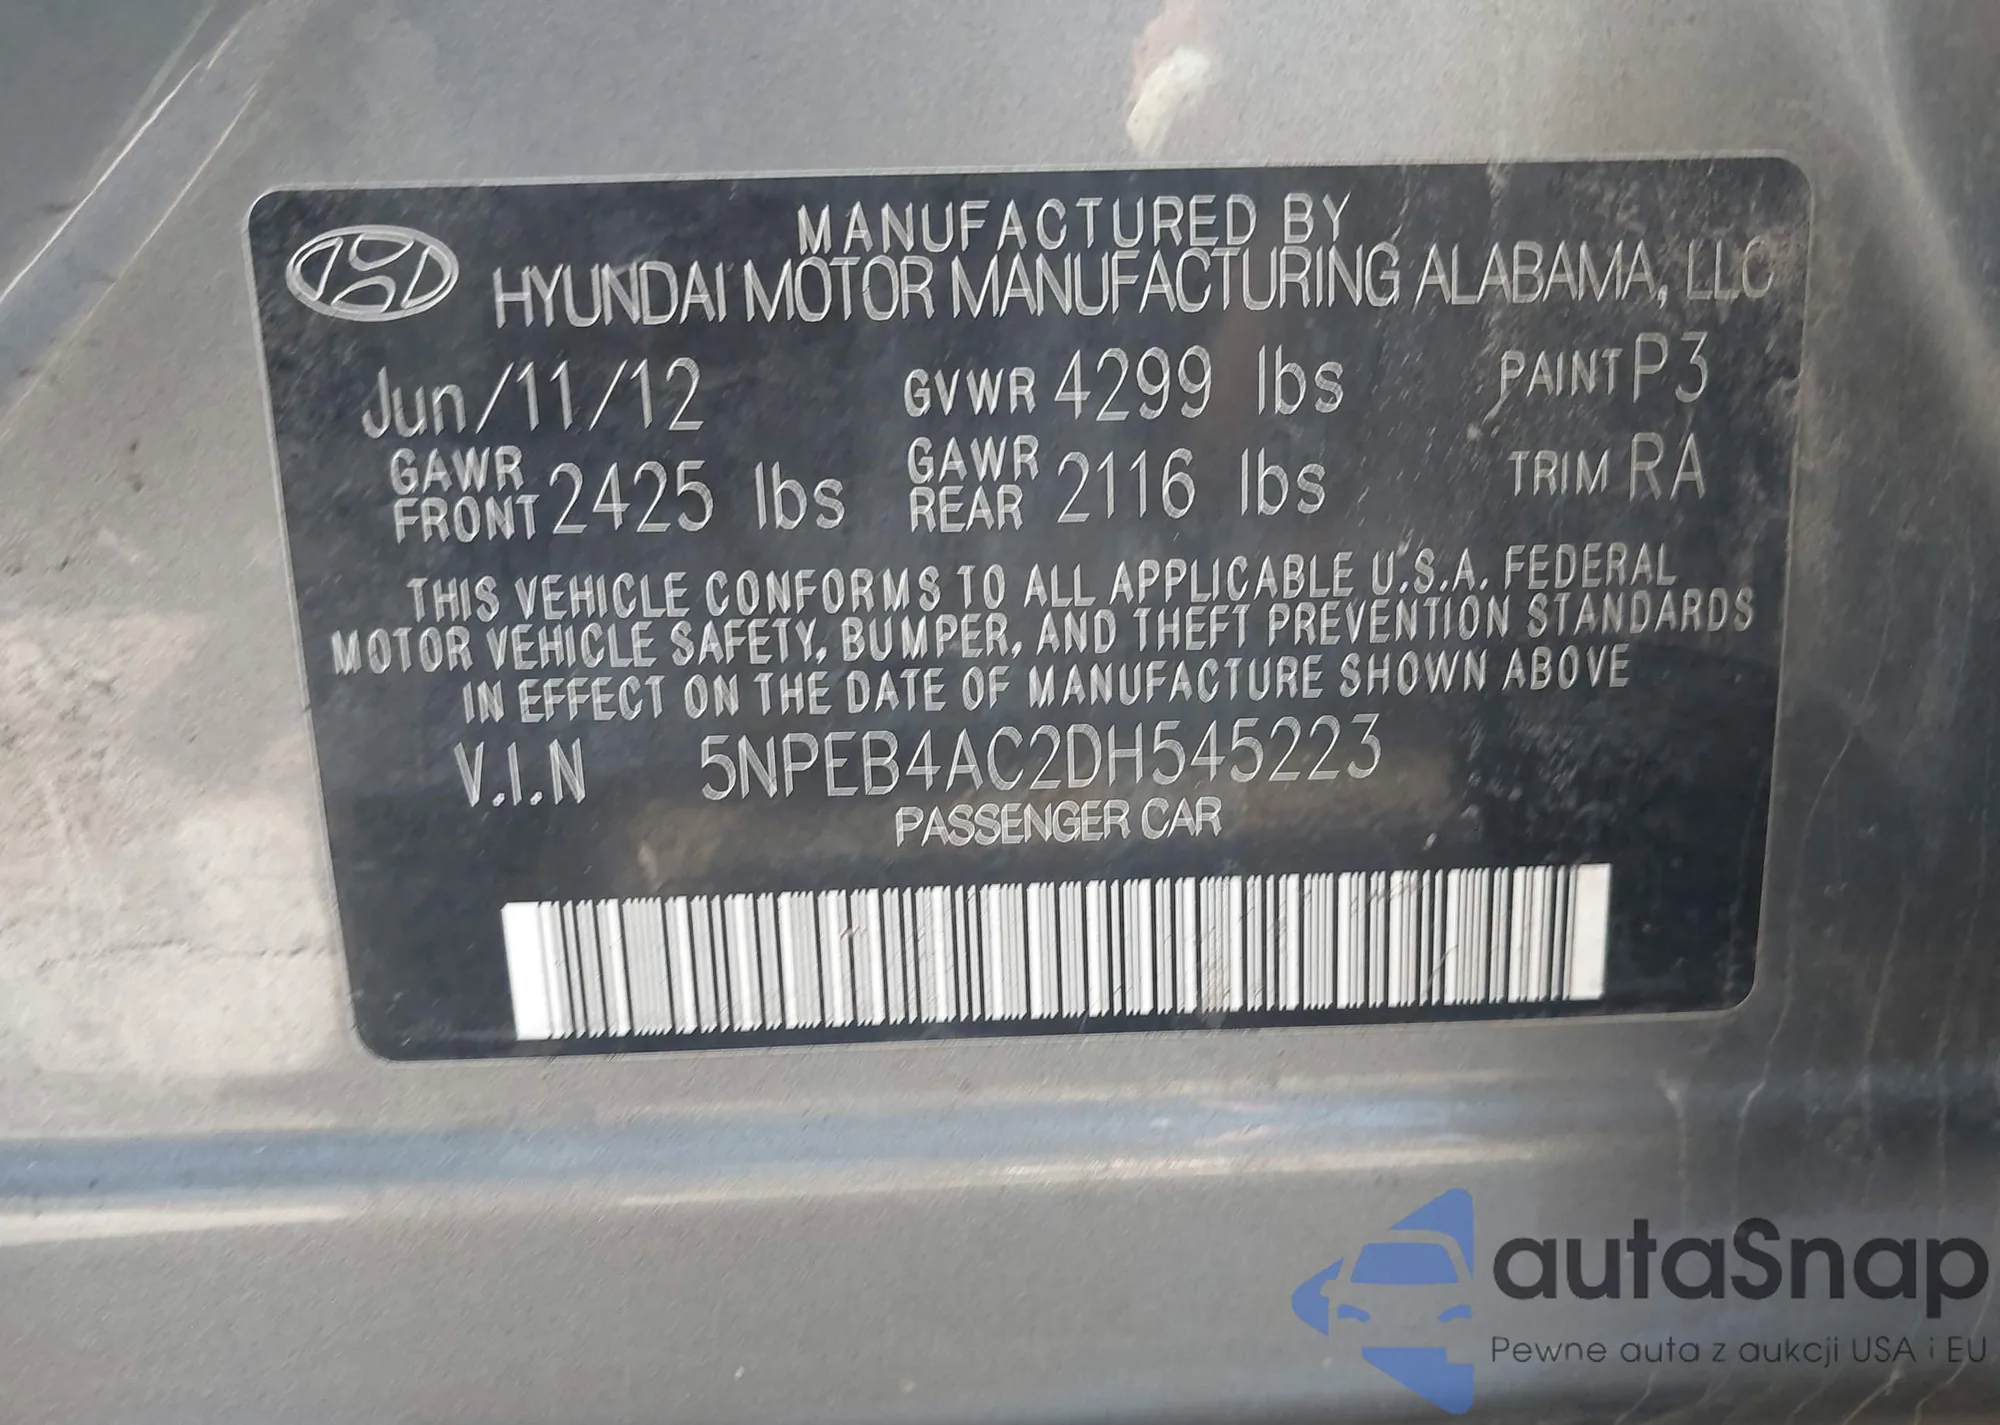 MANUFACTURED BY
HYUNDAI MOTOR MANUFACTURING ALABAMA, LLC
Jun/11/12 GVWR 4299 lbs PAINT P3
GAWR FRONT 2425 lbs GAWR REAR 2116 lbs TRIM RA
THIS VEHICLE CONFORMS TO ALL APPLICABLE U.S.A. FEDERAL
MOTOR VEHICLE SAFETY, BUMPER, AND THEFT PREVENTION STANDARDS
IN EFFECT ON THE DATE OF MANUFACTURE SHOWN ABOVE
V.I.N 5NPEB4AC2DH545223
PASSENGER CAR
autaSnap
Pewne auta z aukcji USA i EU